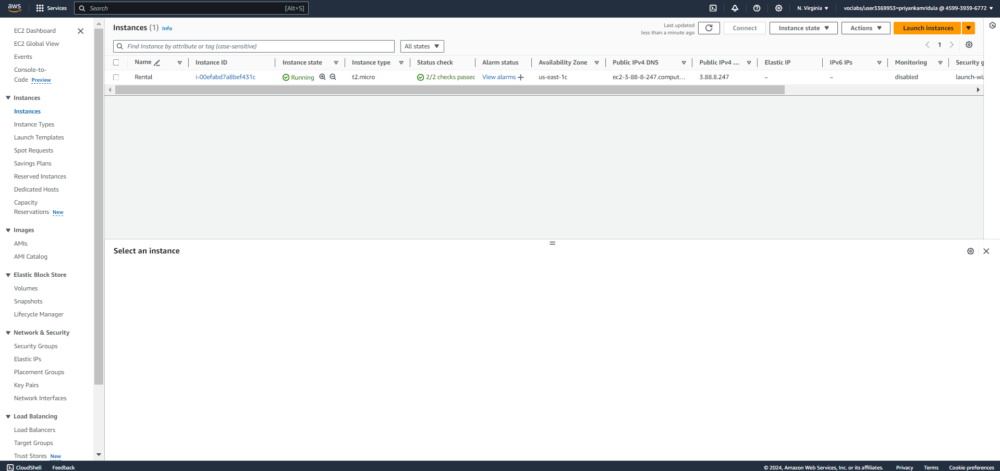 aws Services Search [Alt+S] N. Virginia voclabs/user3369953=priyankamridula @ 4599-3939-6772
EC2 Dashboard
EC2 Global View
Events
Console-to-
Code Preview
Instances
Instances
Instance Types
Launch Templates
Spot Requests
Savings Plans
Reserved Instances
Dedicated Hosts
Capacity
Reservations New
Images
AMIs
AMI Catalog
Elastic Block Store
Volumes
Snapshots
Lifecycle Manager
Network & Security
Security Groups
Elastic IPs
Placement Groups
Key Pairs
Network Interfaces
Load Balancing
Load Balancers
Target Groups
Trust Stores New
Instances (1) Info
Last updated
less than a minute ago
Connect Instance state Actions Launch instances
Find Instance by attribute or tag (case-sensitive) All states 1
Name Instance ID Instance state Instance type Status check Alarm status Availability Zone Public IPv4 DNS Public IPv4 ... Elastic IP IPv6 IPs Monitoring Security g
Rental i-00efabd7a8bef431c Running t2.micro 2/2 checks passec View alarms + us-east-1c ec2-3-88-8-247.comput... 3.88.8.247 – – disabled launch-wi
Select an instance
CloudShell Feedback © 2024, Amazon Web Services, Inc. or its affiliates. Privacy Terms Cookie preferences